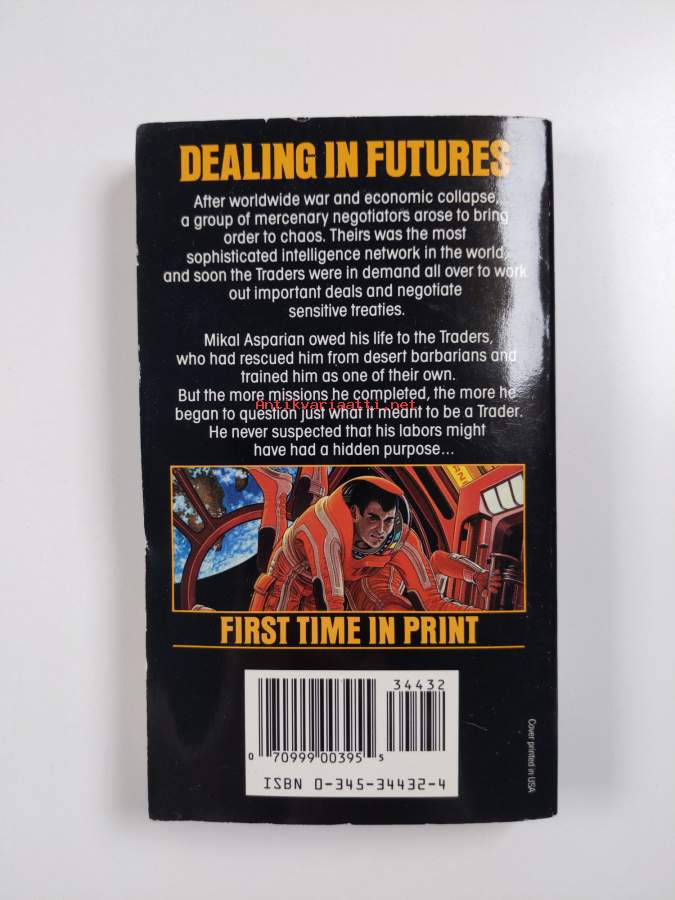 DEALING IN FUTURES
After worldwide war and economic collapse,
a group of mercenary negotiators arose to bring
order to chaos. Theirs was the most
sophisticated intelligence network in the world,
and soon the Traders were in demand all over to work
out important deals and negotiate
sensitive treaties.
Mikal Asparian owed his life to the Traders,
who had rescued him from desert barbarians and
trained him as one of their own.
But the more missions he completed, the more he
Antikvariaatti.net
began to question just what it meant to be a Trader.
He never suspected that his labors might
have had a hidden purpose...
FIRST TIME IN PRINT
34432
0 70999 00395 5
ISBN 0-345-34432-4
Cover printed in USA